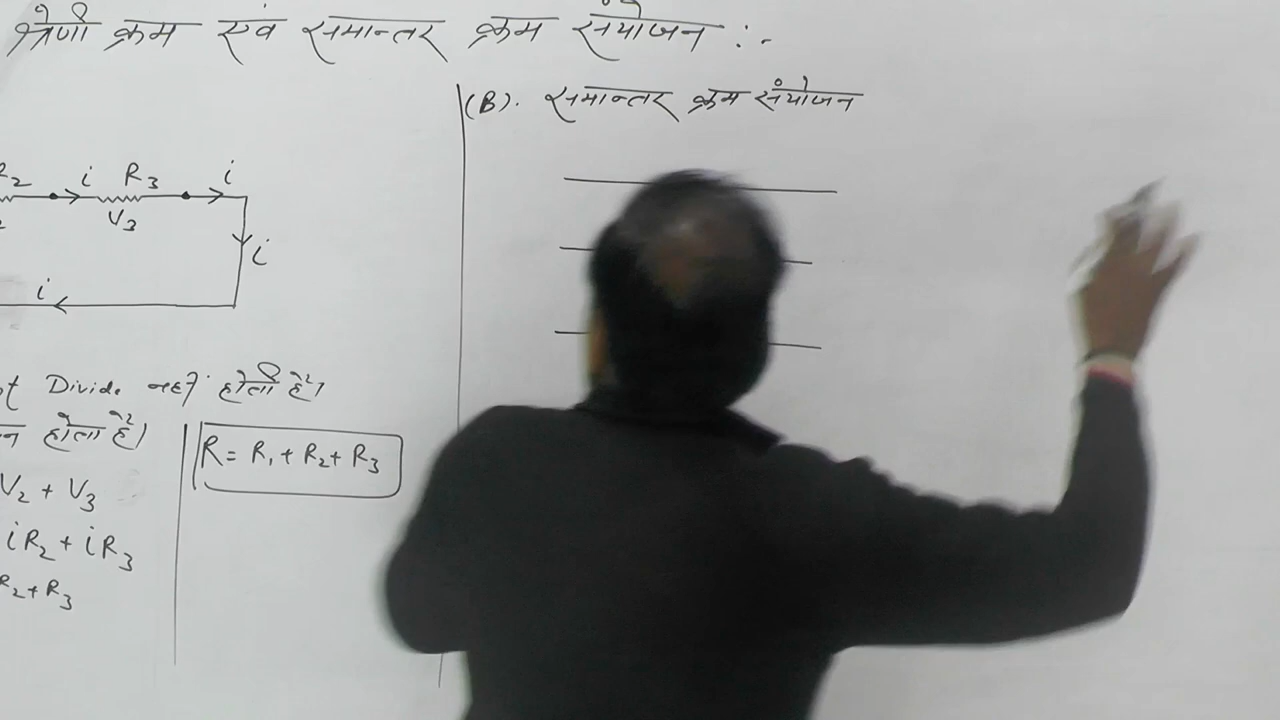 श्रेणी क्रम एवं समान्तर क्रम संयोजन :-
R2 i R3 i
V3
i
i
Divide नहीं होती है।
होता है।
V2 + V3
iR2 + iR3
R2 + R3
R = R1 + R2 + R3
(B). समान्तर क्रम संयोजन